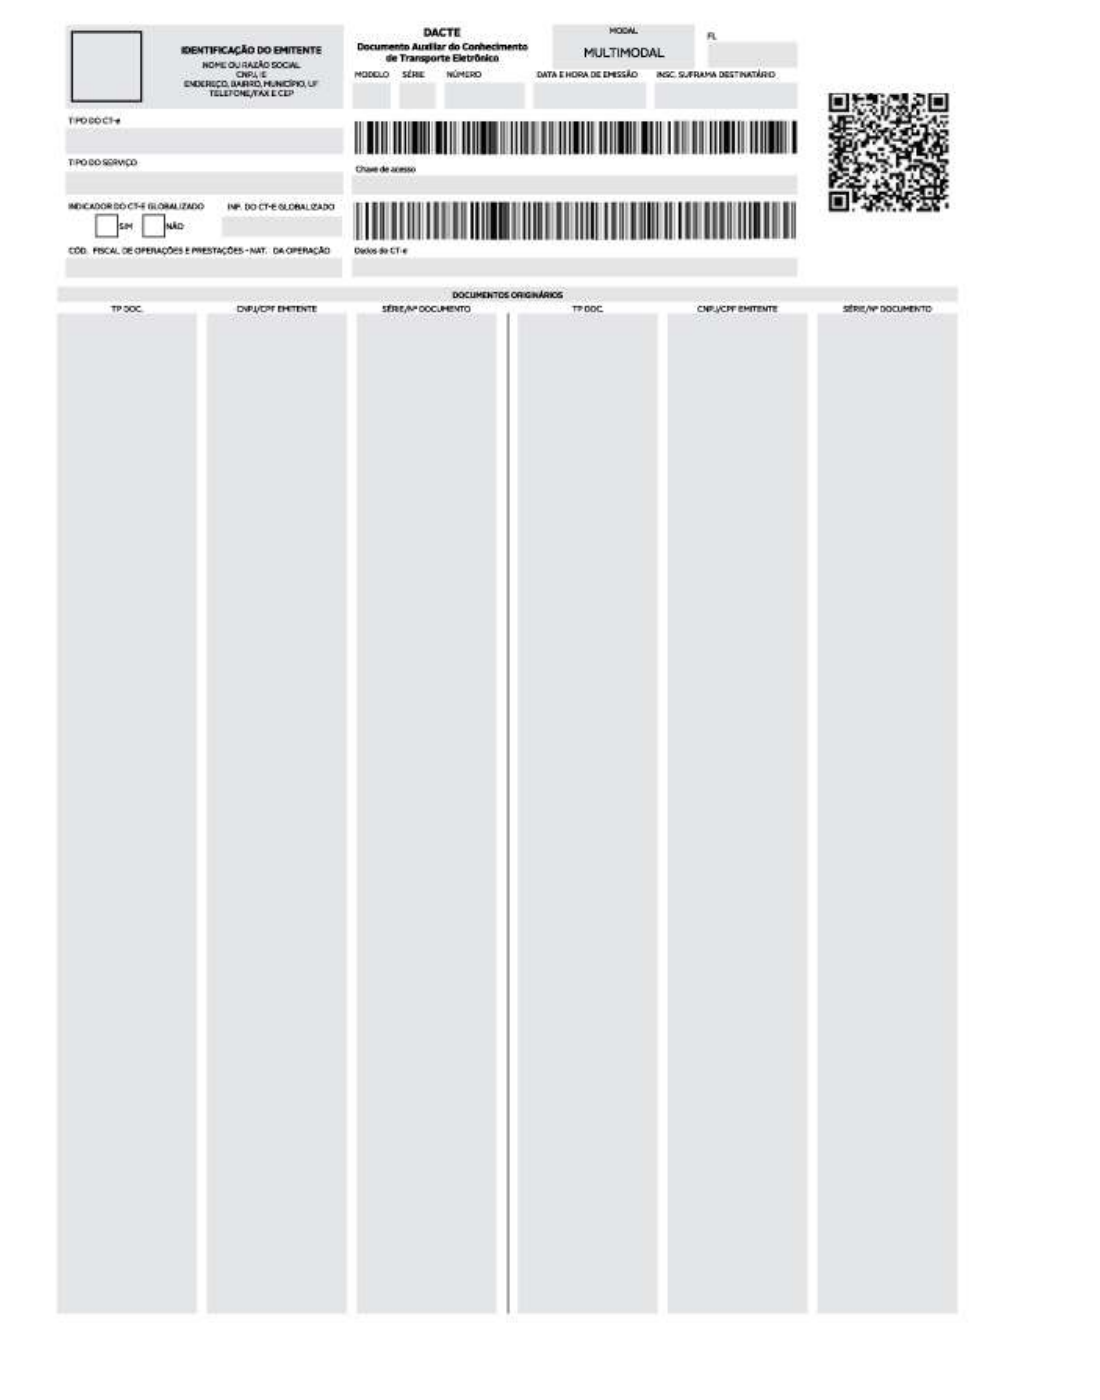 IDENTIFICAÇÃO DO EMITENTE
NOME OU RAZÃO SOCIAL
CNPJ, IE
ENDEREÇO, BAIRRO, MUNICÍPIO, UF
TELEFONE/FAX E CEP
DACTE
Documento Auxiliar do Conhecimento
de Transporte Eletrônico
MODAL
MULTIMODAL
FL
MODELO SÉRIE NÚMERO DATA E HORA DE EMISSÃO INSC. SUFRAMA DESTINATÁRIO
TIPO DO CT-e
Chave de acesso
TIPO DO SERVIÇO
INDICADOR DO CT-E GLOBALIZADO INF. DO CT-E GLOBALIZADO
SIM NÃO
CÓD. FISCAL DE OPERAÇÕES E PRESTAÇÕES - NAT. DA OPERAÇÃO
Dados do CT-e
DOCUMENTOS ORIGINÁRIOS
TP DOC. CNPJ/CPF EMITENTE SÉRIE/Nº DOCUMENTO TP DOC. CNPJ/CPF EMITENTE SÉRIE/Nº DOCUMENTO